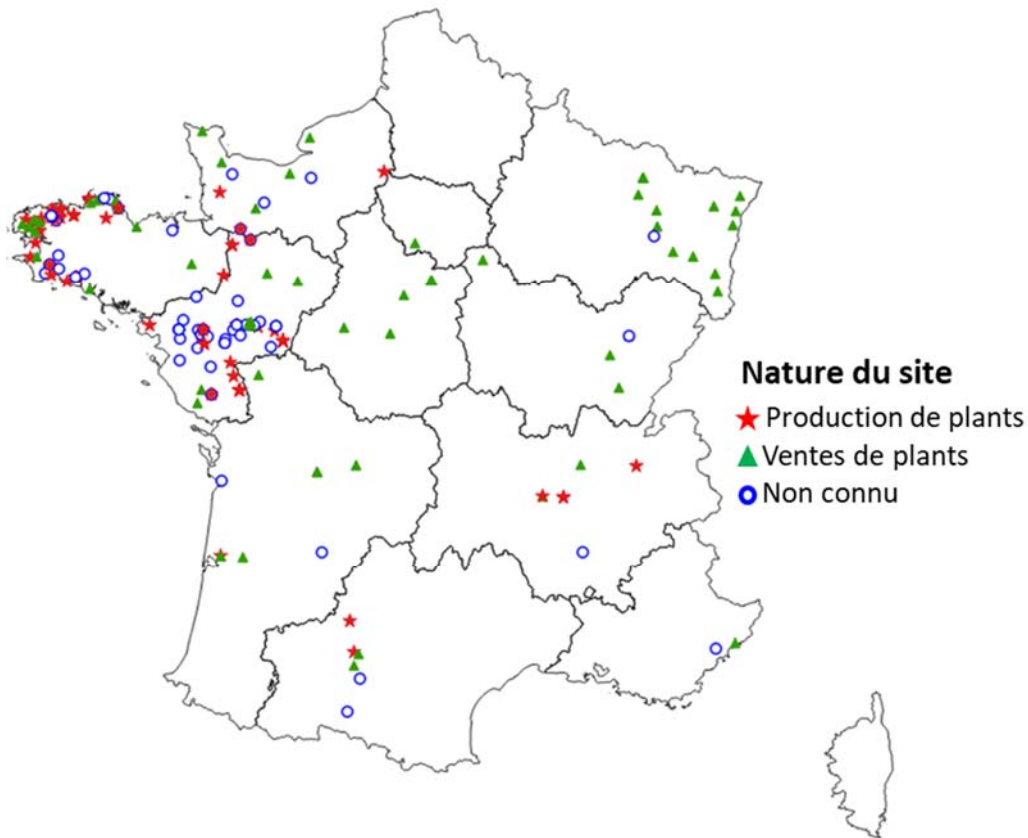 Nature du site
Production de plants
Ventes de plants
Non connu